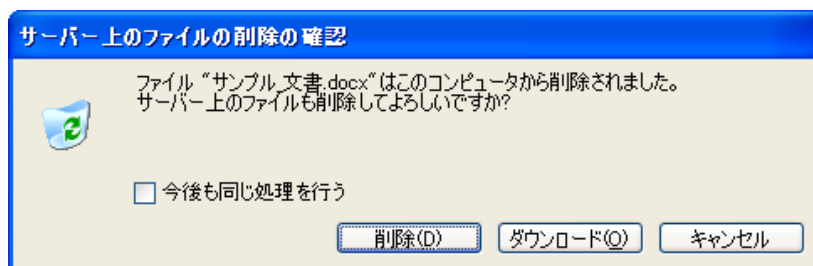 サーバー上のファイルの削除の確認
ファイル “サンプル_文書.docx”はこのコンピュータから削除されました。
サーバー上のファイルも削除してよろしいですか?
今後も同じ処理を行う
削除(D) ダウンロード(O) キャンセル